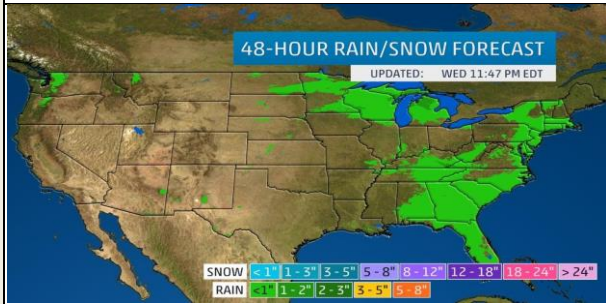 48-HOUR RAIN/SNOW FORECAST
UPDATED: WED 11:47 PM EDT
SNOW < 1" 1 - 3" 3 - 5" 5 - 8" 8 - 12" 12 - 18" 18 - 24" > 24"
RAIN <1" 1 - 2" 2 - 3" 3 - 5" 5 - 8"